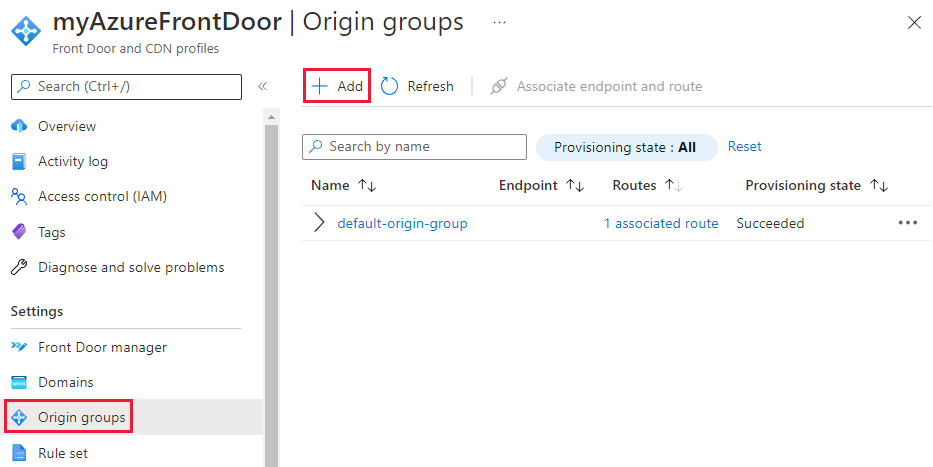 myAzureFrontDoor | Origin groups ...
Front Door and CDN profiles
Search (Ctrl+/) «
Overview
Activity log
Access control (IAM)
Tags
Diagnose and solve problems
Settings
Front Door manager
Domains
Origin groups
Rule set
+ Add Refresh Associate endpoint and route
Search by name Provisioning state : All Reset
Name ↑↓ Endpoint ↑↓ Routes ↑↓ Provisioning state ↑↓
default-origin-group 1 associated route Succeeded ...